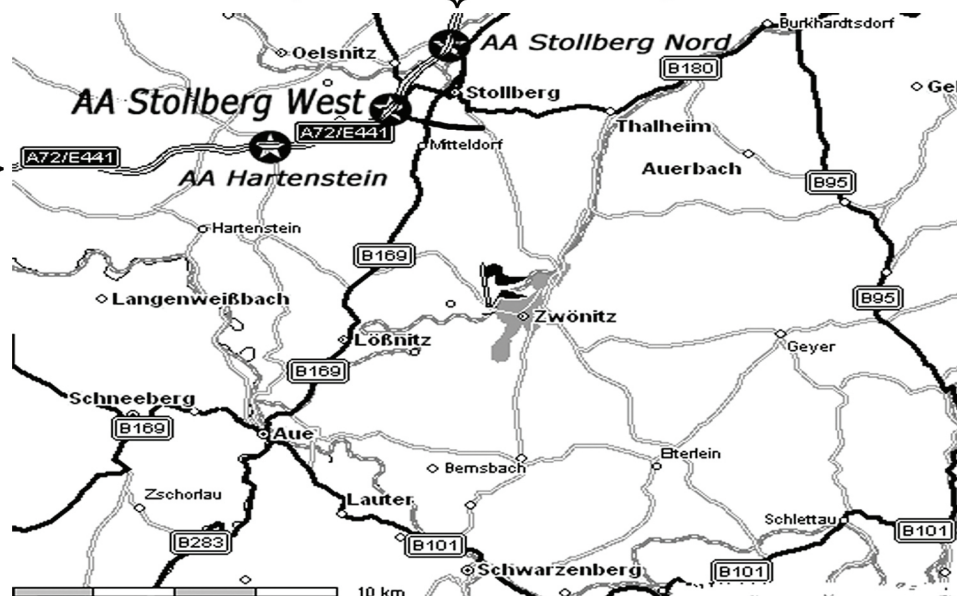 Burkhardtsdorf
AA Stollberg Nord
Oelsnitz
B180
AA Stollberg West
Stollberg
A72/E441
Thalheim
Mitteldorf
A72/E441
AA Hartenstein
Auerbach
B95
Hartenstein
B169
Langenweißbach
B95
Zwönitz
Lößnitz
Geyer
B169
Schneeberg
B169
Aue
Elterlein
Bernsbach
Zschorlau
Lauter
Schlettau
B101
B283
B101
Schwarzenberg
B101
10 km